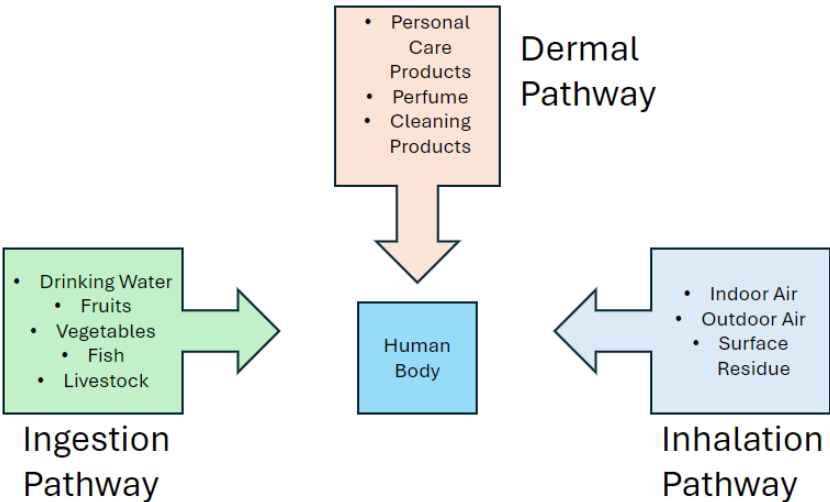 • Personal
Care
Products
• Perfume
• Cleaning
Products
Dermal
Pathway
• Drinking Water
• Fruits
• Vegetables
• Fish
• Livestock
Ingestion
Pathway
Human
Body
• Indoor Air
• Outdoor Air
• Surface
Residue
Inhalation
Pathway